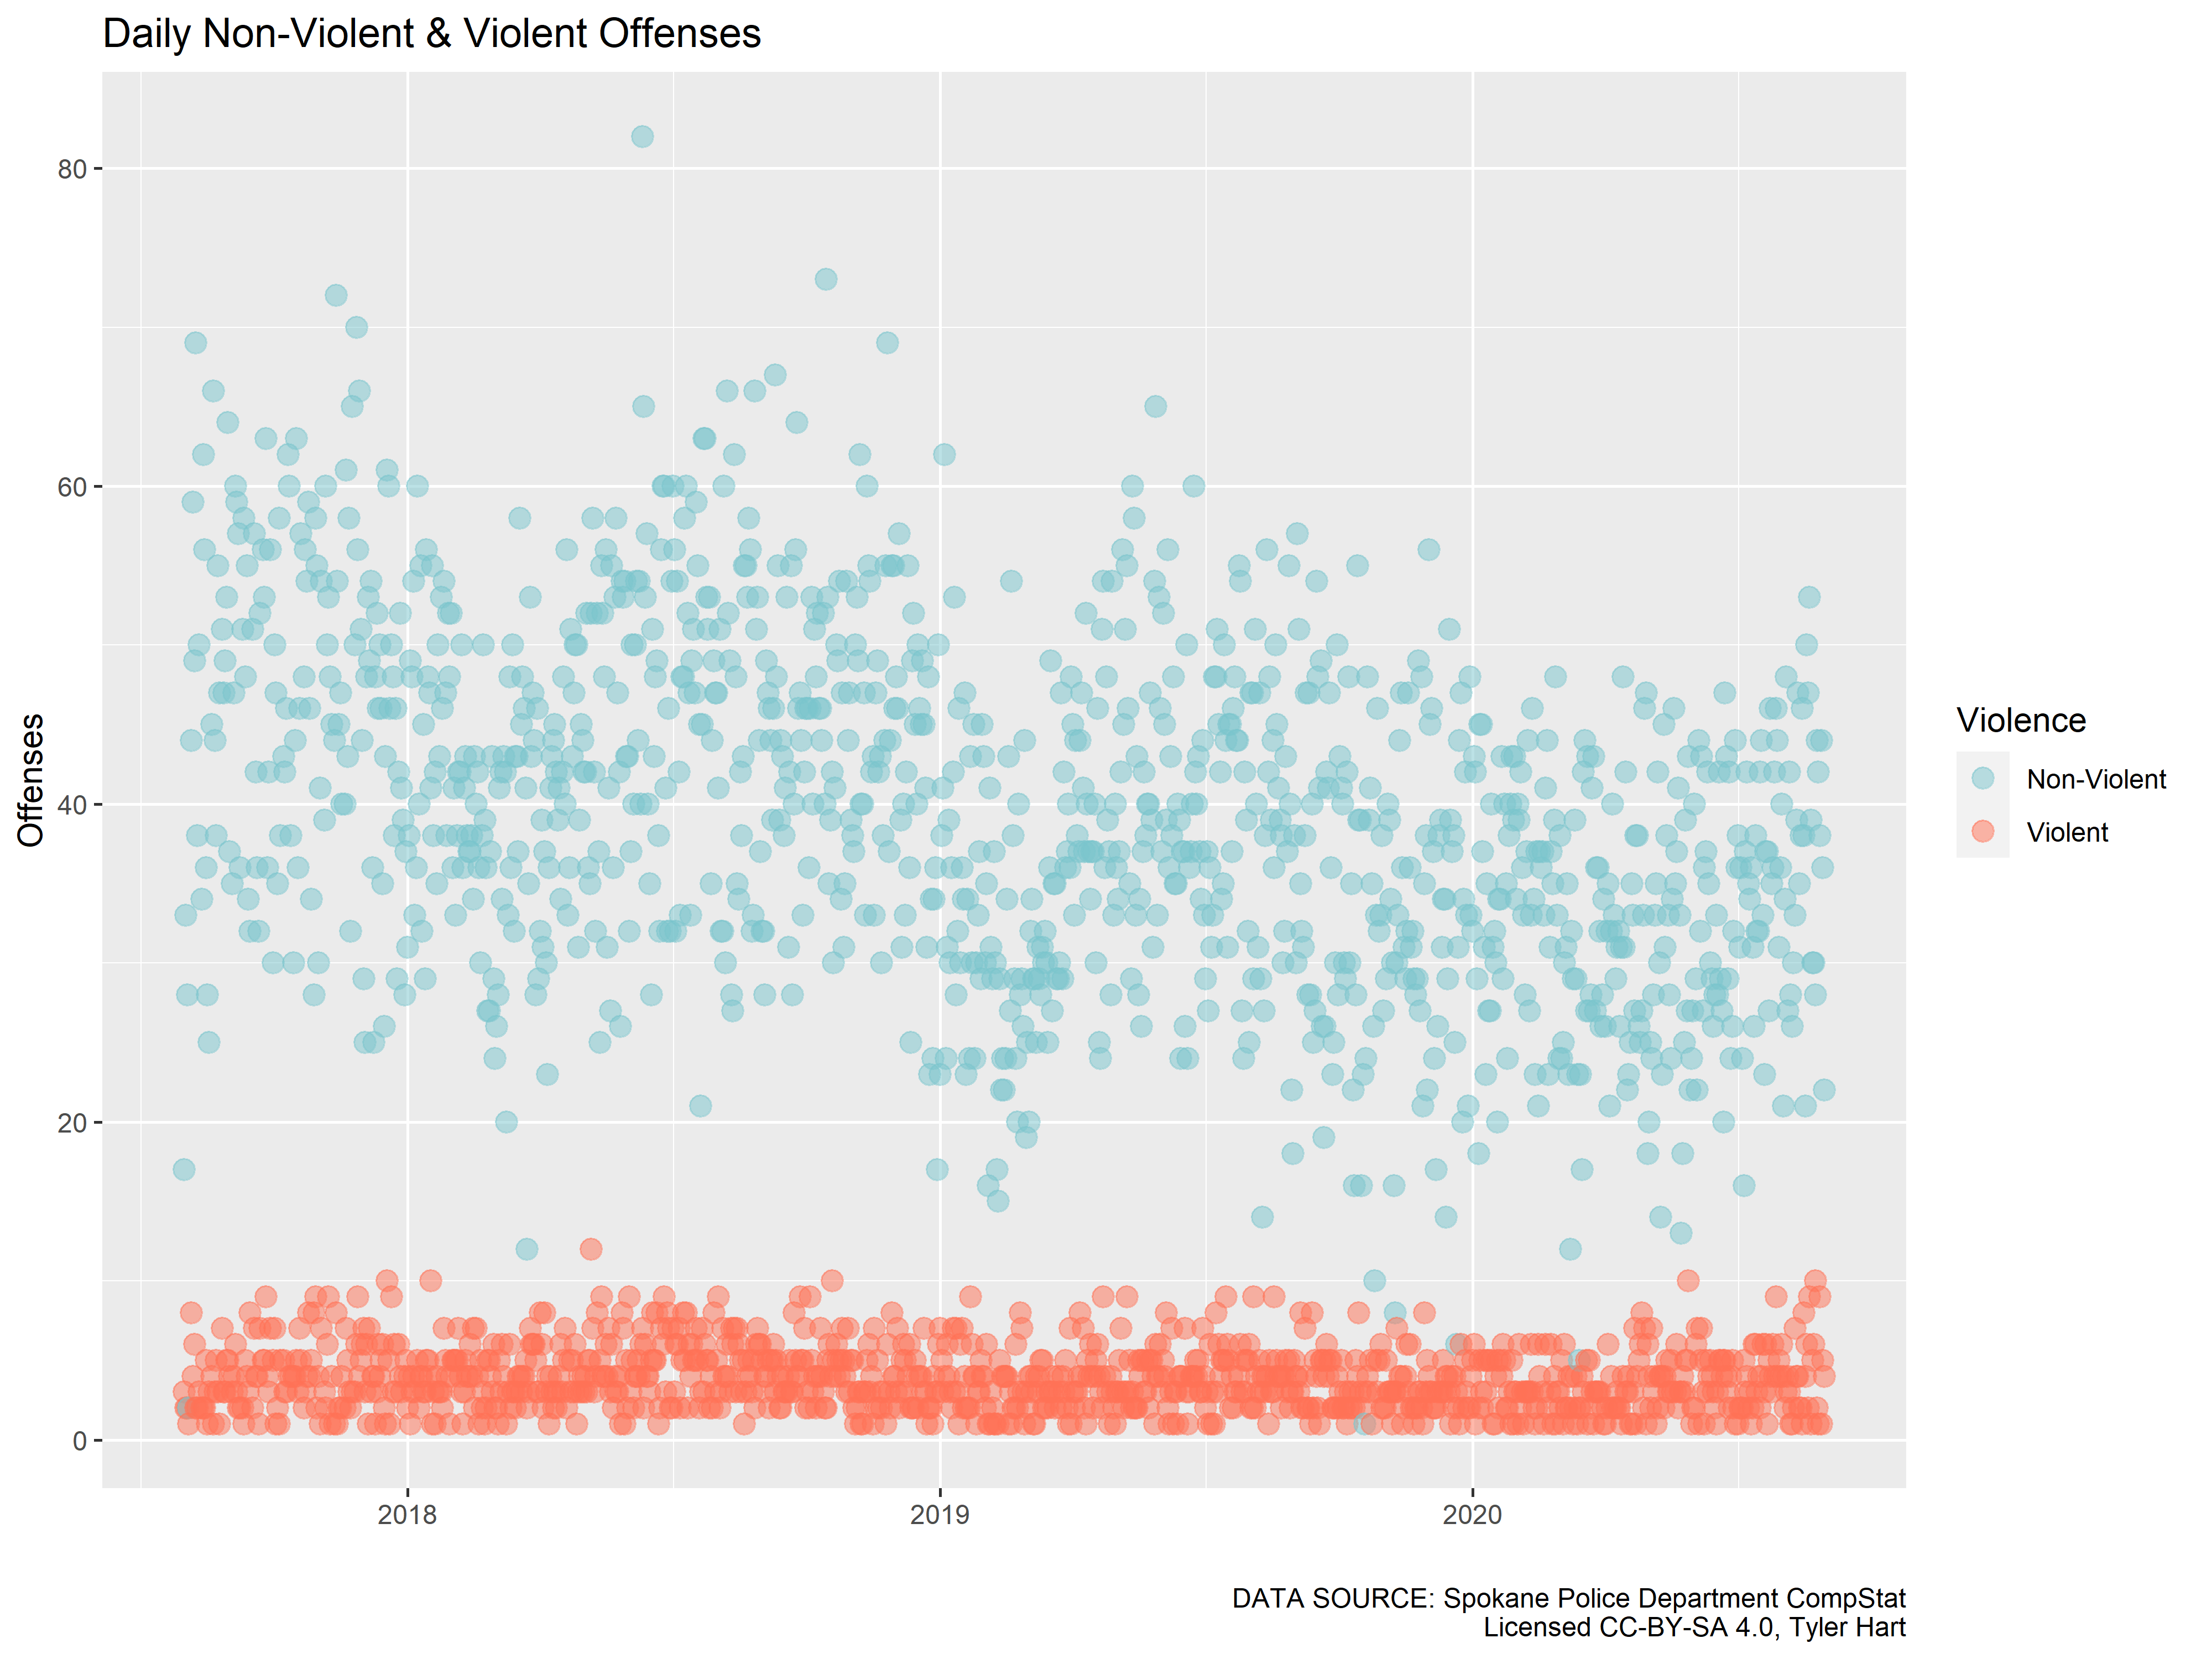 Daily Non-Violent & Violent Offenses
80
60
40
20
0
Offenses
2018
2019
2020
Violence
Non-Violent
Violent
DATA SOURCE: Spokane Police Department CompStat
Licensed CC-BY-SA 4.0, Tyler Hart